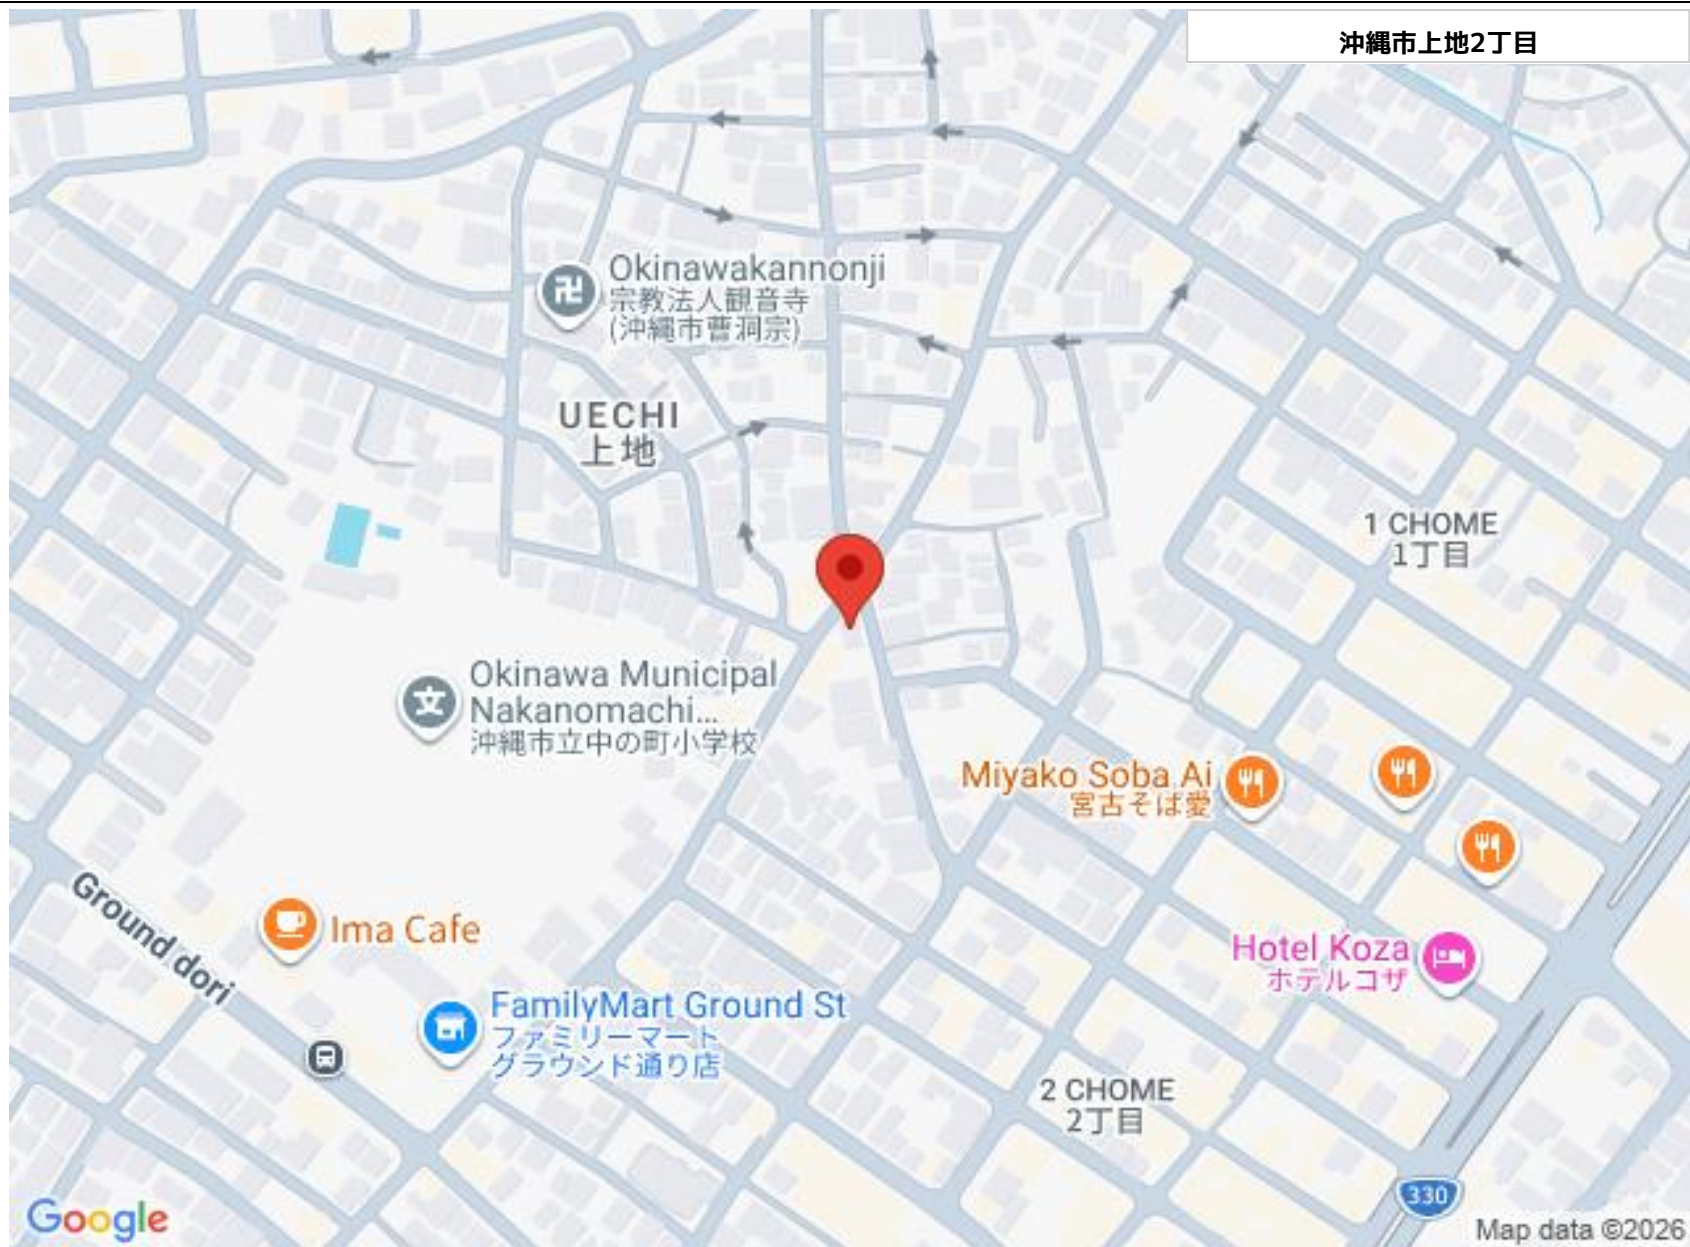 沖縄市上地2丁目
Okinawakannonji
宗教法人観音寺
(沖縄市曹洞宗)
卍
UECHI
上地
1 CHOME
1丁目
Okinawa Municipal
Nakanomachi...
沖縄市立中の町小学校
文
Miyako Soba Ai
宮古そば愛
Ground dori
Ima Cafe
Hotel Koza
ホテルコザ
FamilyMart Ground St
ファミリーマート
グラウンド通り店
2 CHOME
2丁目
330
Google
Map data ©2026